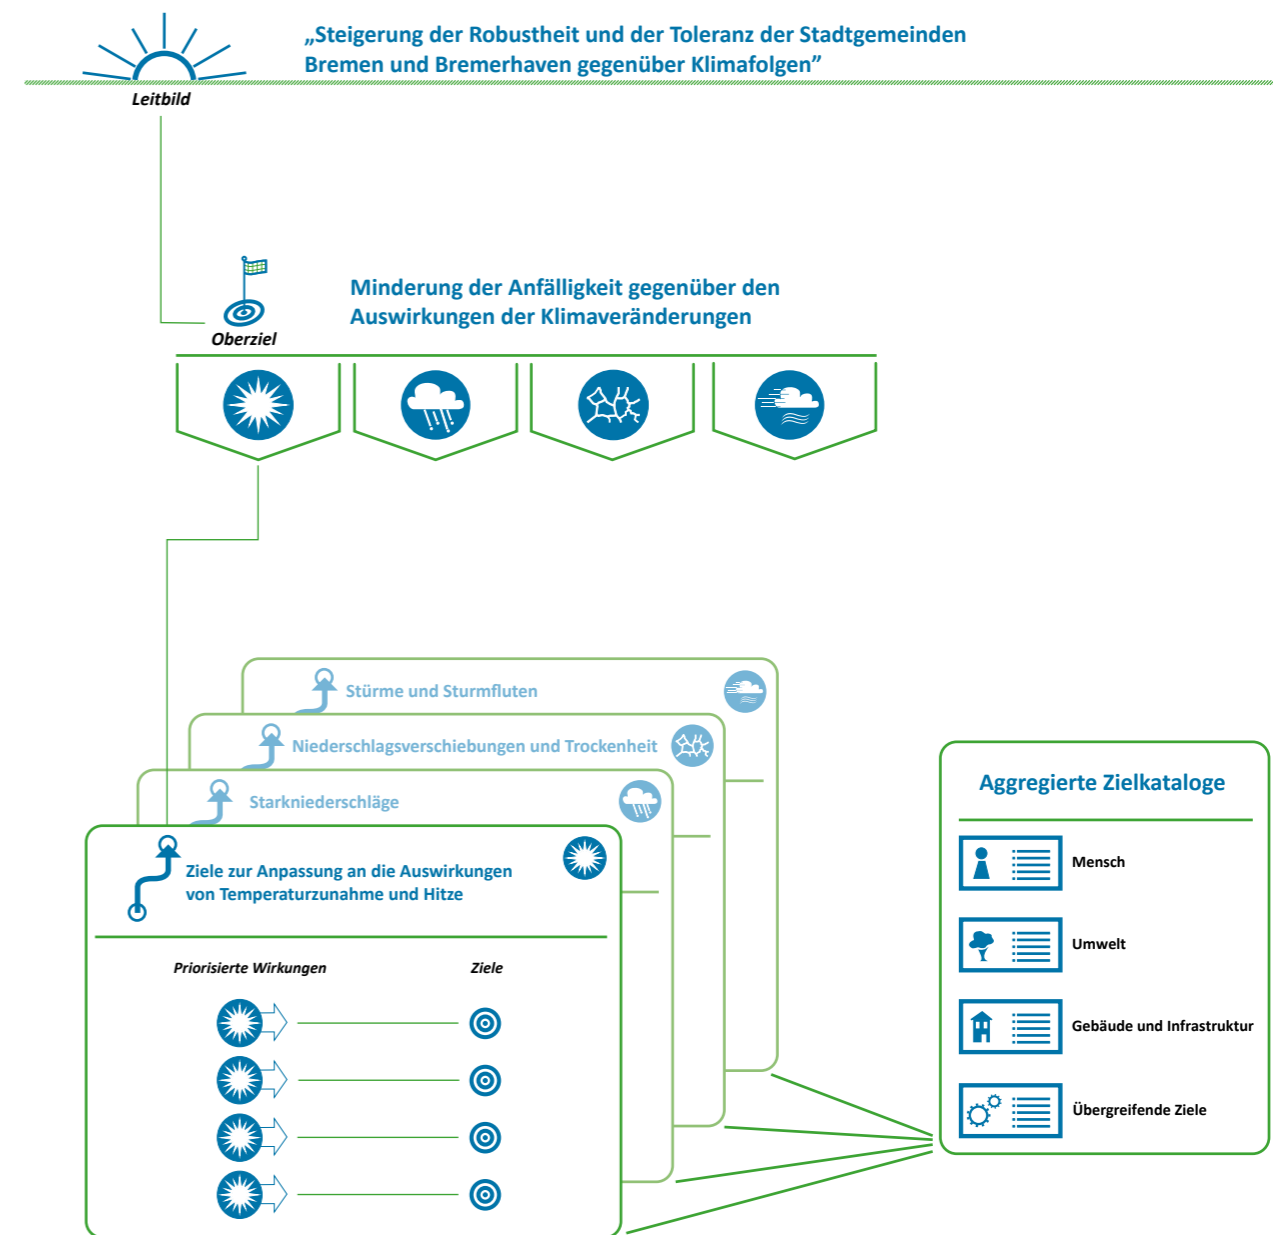 „Steigerung der Robustheit und der Toleranz der Stadtgemeinden
Bremen und Bremerhaven gegenüber Klimafolgen”
Leitbild
Minderung der Anfälligkeit gegenüber den
Auswirkungen der Klimaveränderungen
Oberziel
Stürme und Sturmfluten
Niederschlagsverschiebungen und Trockenheit
Starkniederschläge
Ziele zur Anpassung an die Auswirkungen
von Temperaturzunahme und Hitze
Priorisierte Wirkungen
Ziele
Aggregierte Zielkataloge
Mensch
Umwelt
Gebäude und Infrastruktur
Übergreifende Ziele